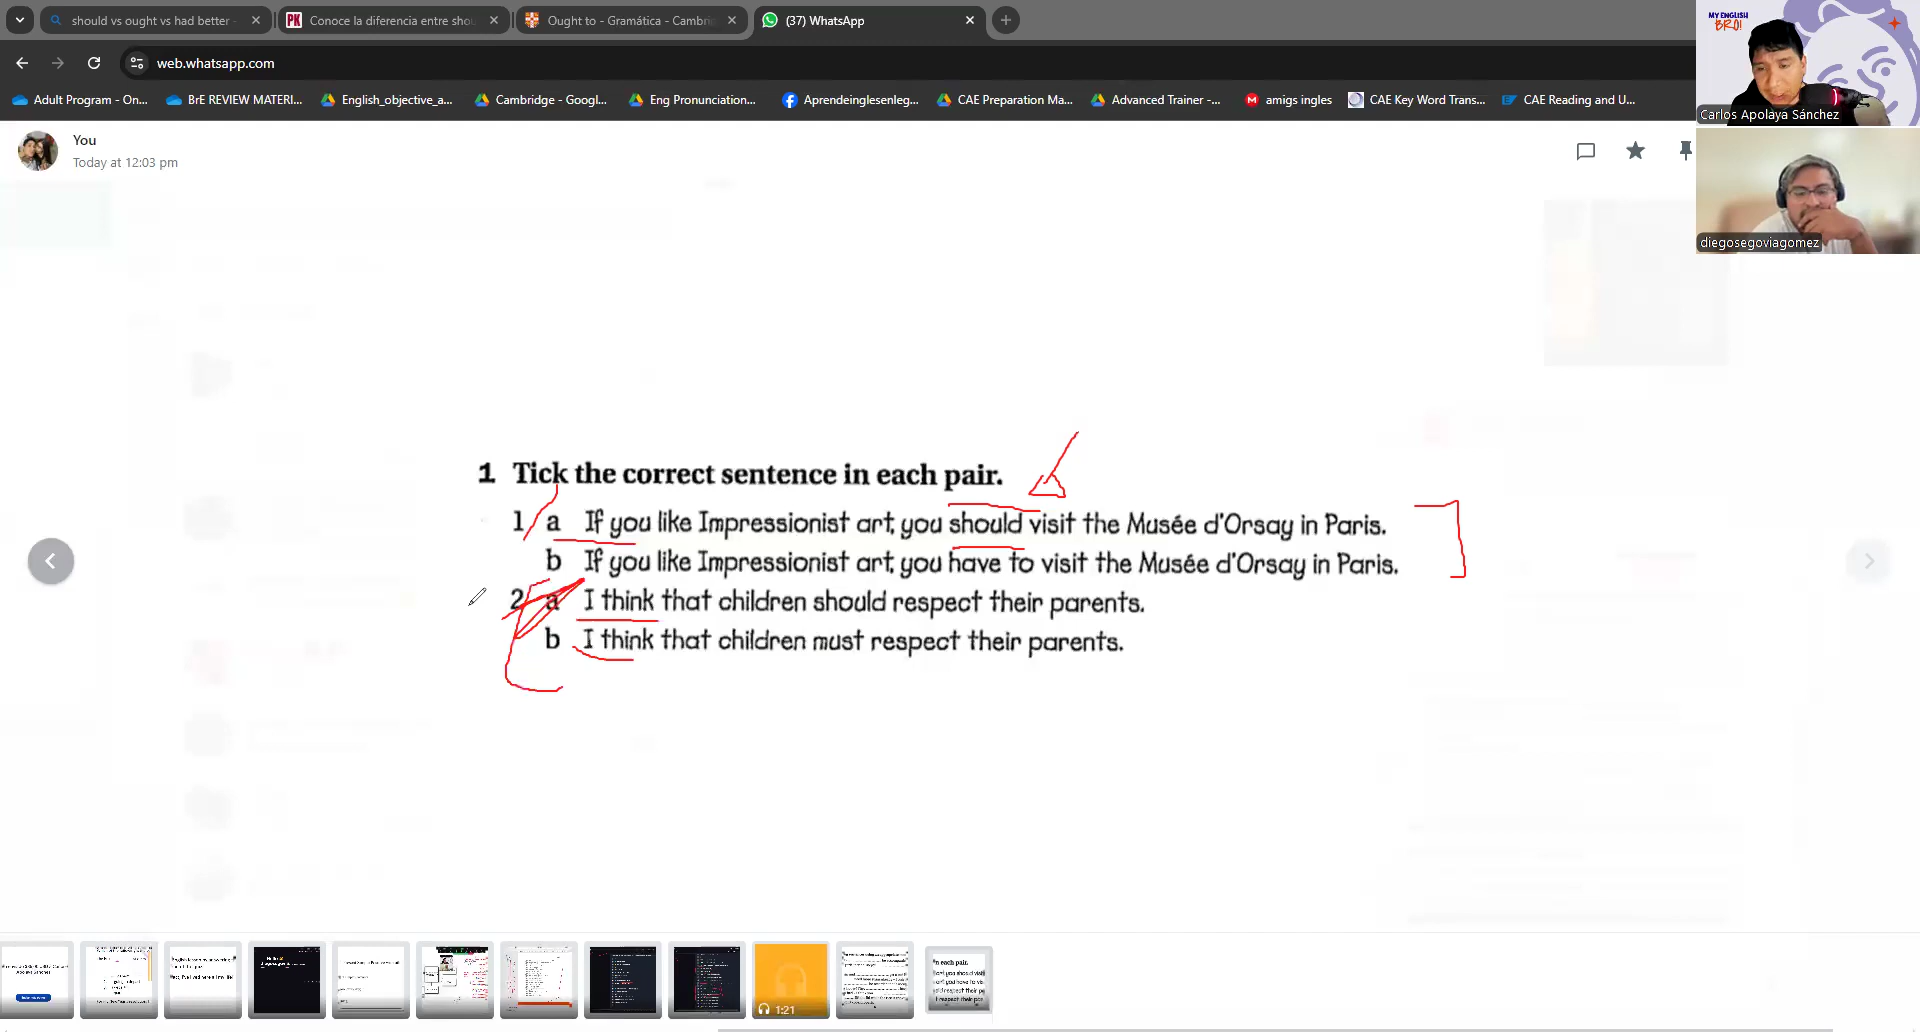 should vs ought vs had better -
Conoce la diferencia entre shou
Ought to - Gramática - Cambri
(37) WhatsApp
web.whatsapp.com
Adult Program - On...
BrE REVIEW MATERI...
English_objective_a...
Cambridge - Googl...
Eng Pronunciation...
Aprendeinglesenleg...
CAE Preparation Ma...
Advanced Trainer -...
amigs ingles
CAE Key Word Trans...
CAE Reading and U...
MY ENGLISH
BRO!
Carlos Apolaya Sánchez
diegosegoviagomez
You
Today at 12:03 pm
1 Tick the correct sentence in each pair.
1 a If you like Impressionist art, you should visit the Musée d'Orsay in Paris.
b If you like Impressionist art, you have to visit the Musée d'Orsay in Paris.
2 a I think that children should respect their parents.
b I think that children must respect their parents.
1:21
in each pair.